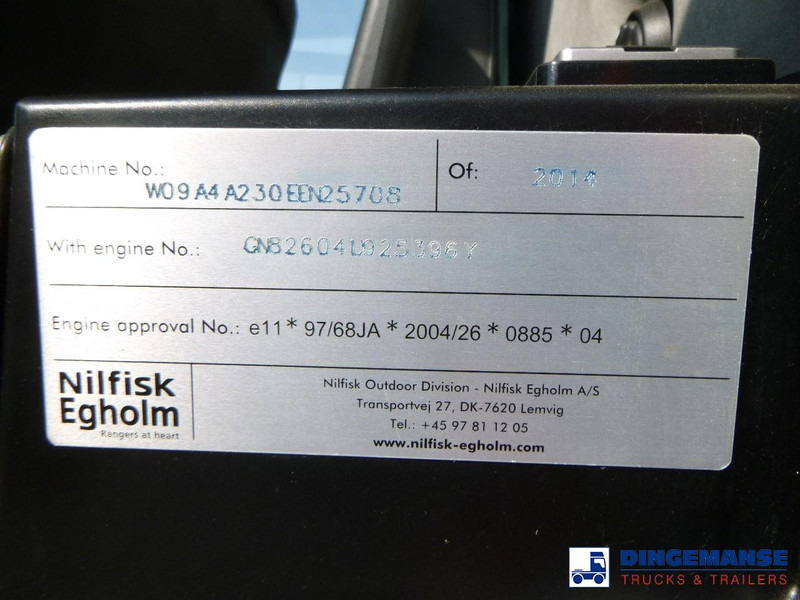 Machine No.: W09A4A230EEN25708 Of: 2014
With engine No.: GN82604U925396Y
Engine approval No.: e11* 97/68JA * 2004/26 * 0885 * 04
Nilfisk
Egholm
Rangers at heart
Nilfisk Outdoor Division - Nilfisk Egholm A/S
Transportvej 27, DK-7620 Lemvig
Tel.: +45 97 81 12 05
www.nilfisk-egholm.com
DINGEMANSE
TRUCKS & TRAILERS